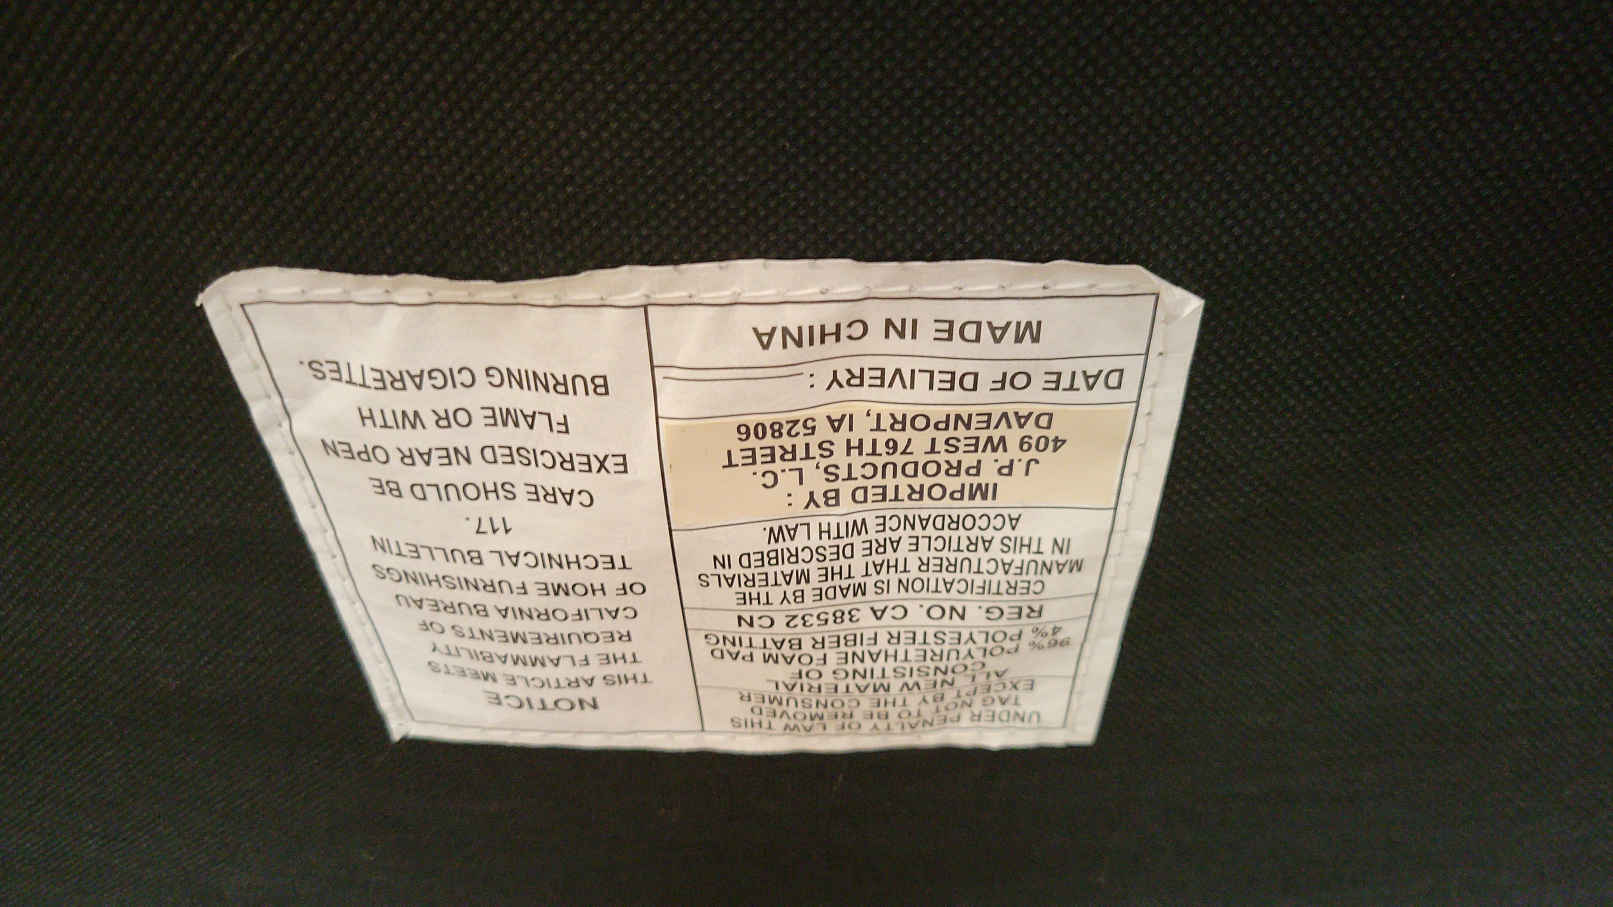 UNDER PENALTY OF LAW THIS
TAG NOT TO BE REMOVED
EXCEPT BY THE CONSUMER
ALL NEW MATERIAL
CONSISTING OF
96% POLYURETHANE FOAM PAD
4% POLYESTER FIBER BATTING
REG. NO. CA 38532 CN
CERTIFICATION IS MADE BY THE
MANUFACTURER THAT THE MATERIALS
IN THIS ARTICLE ARE DESCRIBED IN
ACCORDANCE WITH LAW.
IMPORTED BY :
J.P. PRODUCTS, L.C.
409 WEST 76TH STREET
DAVENPORT, IA 52806
DATE OF DELIVERY :
MADE IN CHINA
NOTICE
THIS ARTICLE MEETS
THE FLAMMABILITY
REQUIREMENTS OF
CALIFORNIA BUREAU
OF HOME FURNISHINGS
TECHNICAL BULLETIN
117.
CARE SHOULD BE
EXERCISED NEAR OPEN
FLAME OR WITH
BURNING CIGARETTES.